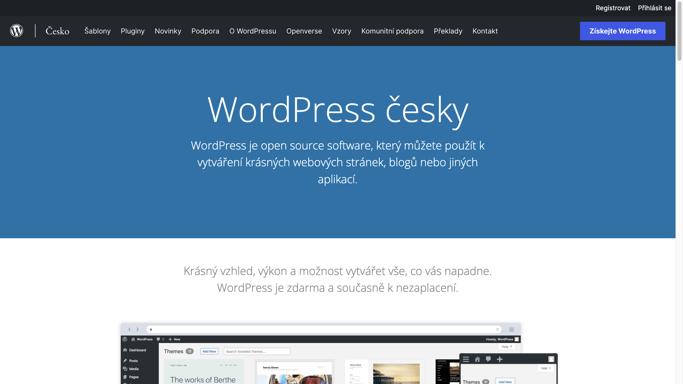 Registrovat Přihlásit se
Česko Šablony Pluginy Novinky Podpora O WordPressu Openverse Vzory Komunitní podpora Překlady Kontakt Získejte WordPress
WordPress česky
WordPress je open source software, který můžete použít k
vytváření krásných webových stránek, blogů nebo jiných
aplikací.
Krásný vzhled, výkon a možnost vytvářet vše, co vás napadne.
WordPress je zdarma a současně k nezaplacení.
WordPress New Howdy, WordPress
Help
Dashboard Themes Add New
Posts
Media
Pages
The works of Berthe
Help
Themes Add New